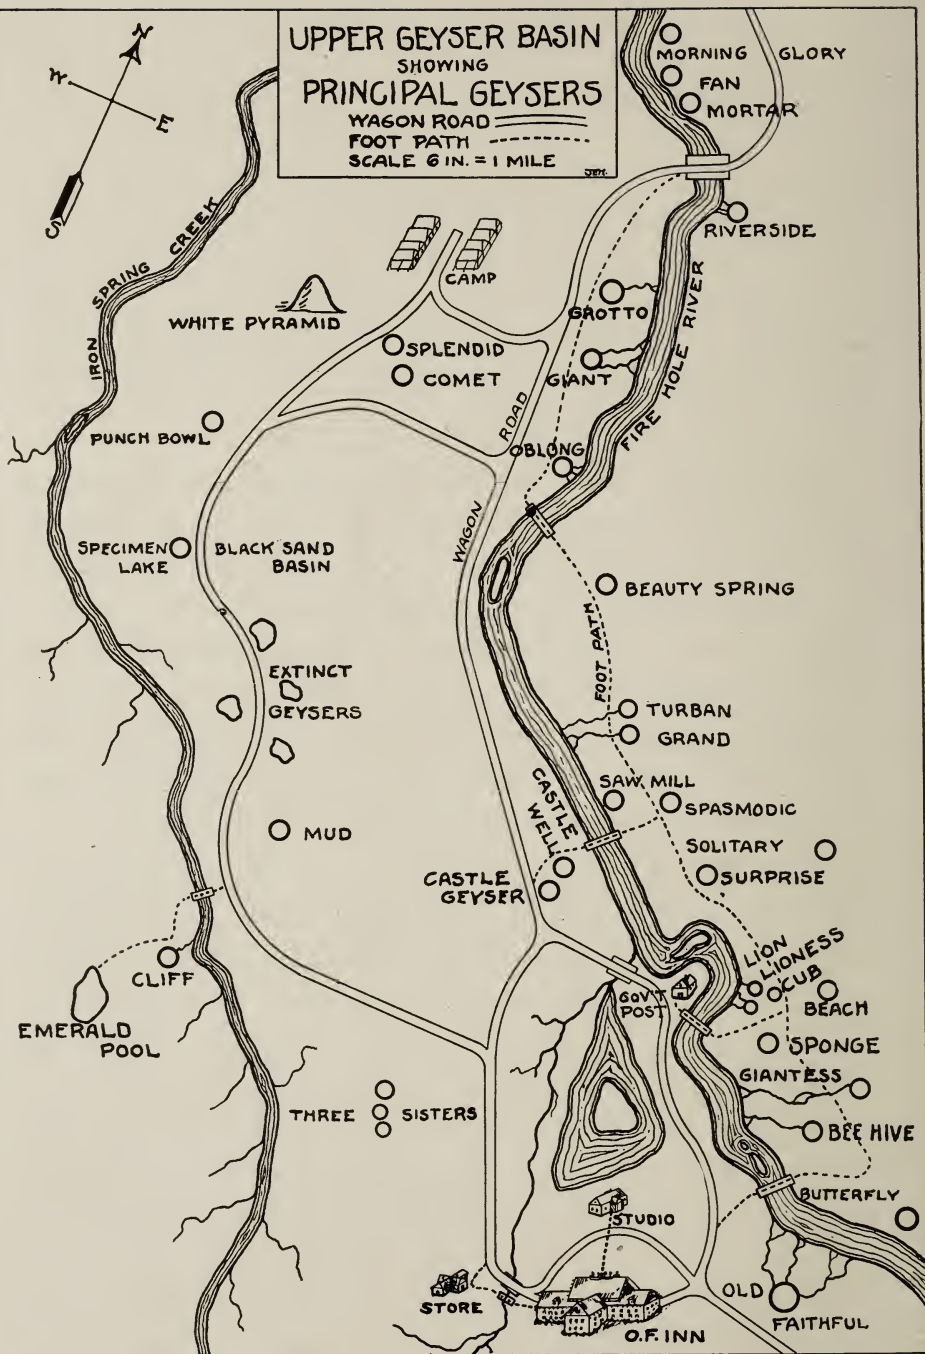 UPPER GEYSER BASIN
SHOWING
PRINCIPAL GEYSERS
WAGON ROAD
FOOT PATH
SCALE 6 IN. = 1 MILE
JEH.
N
W
E
S
MORNING GLORY
FAN
MORTAR
RIVERSIDE
IRON SPRING CREEK
CAMP
WHITE PYRAMID
GROTTO
FIRE HOLE RIVER
SPLENDID
COMET
GIANT
PUNCH BOWL
WAGON ROAD
OBLONG
SPECIMEN
LAKE
BLACK SAND
BASIN
BEAUTY SPRING
FOOT PATH
EXTINCT
GEYSERS
TURBAN
GRAND
CASTLE
WELL
SAW MILL
SPASMODIC
MUD
SOLITARY
SURPRISE
CASTLE
GEYSER
LION
LIONESS
CUB
CLIFF
GOV'T
POST
BEACH
EMERALD
POOL
SPONGE
GIANTESS
THREE SISTERS
BEE HIVE
BUTTERFLY
STUDIO
STORE
OLD
FAITHFUL
O.F. INN